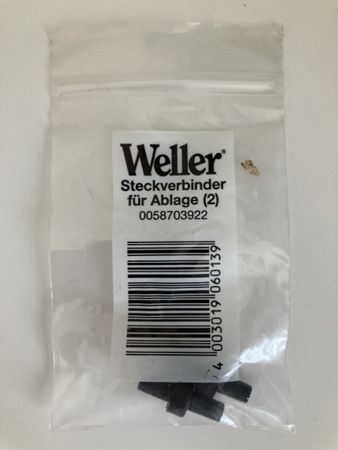 Weller®
Steckverbinder
für Ablage (2)
0058703922
4 003019 060139